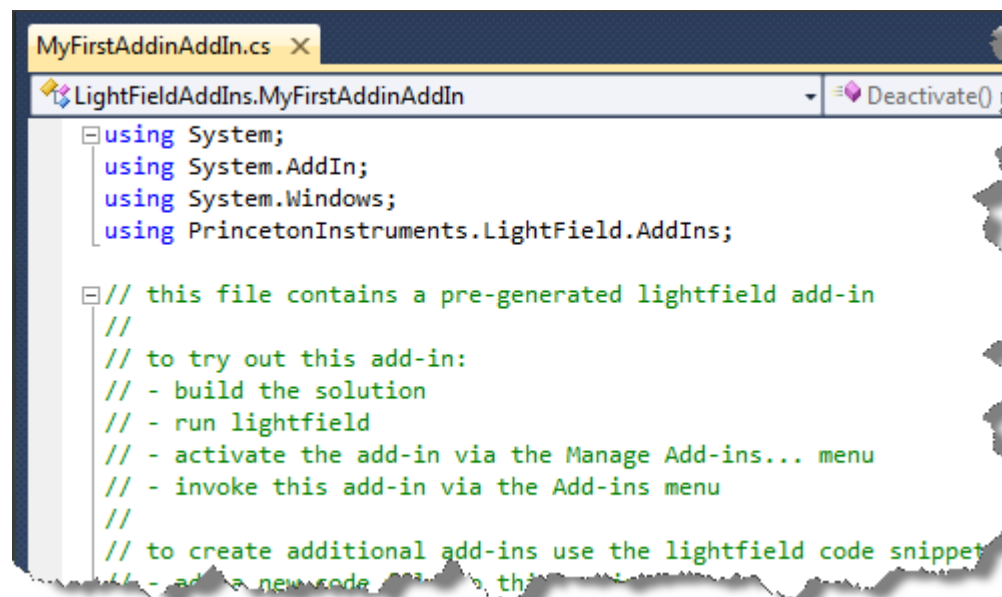 MyFirstAddinAddIn.cs
LightFieldAddIns.MyFirstAddinAddIn Deactivate()
using System;
using System.AddIn;
using System.Windows;
using PrincetonInstruments.LightField.AddIns;
// this file contains a pre-generated lightfield add-in
//
// to try out this add-in:
// - build the solution
// - run lightfield
// - activate the add-in via the Manage Add-ins... menu
// - invoke this add-in via the Add-ins menu
//
// to create additional add-ins use the lightfield code snippet
// - add a new code